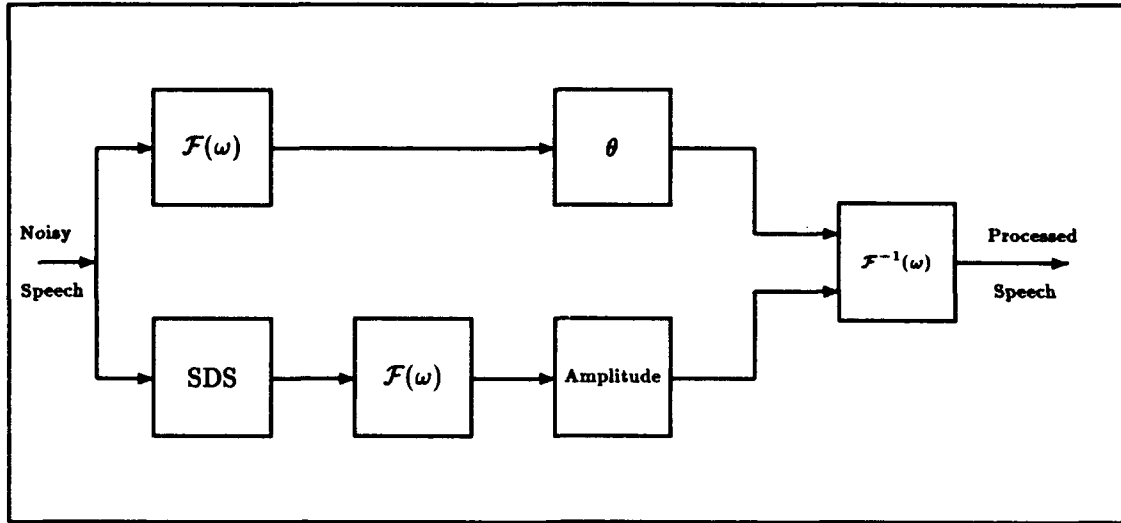 𝓕(ω)
θ
Noisy
Speech
SDS
𝓕(ω)
Amplitude
𝓕⁻¹(ω)
Processed
Speech